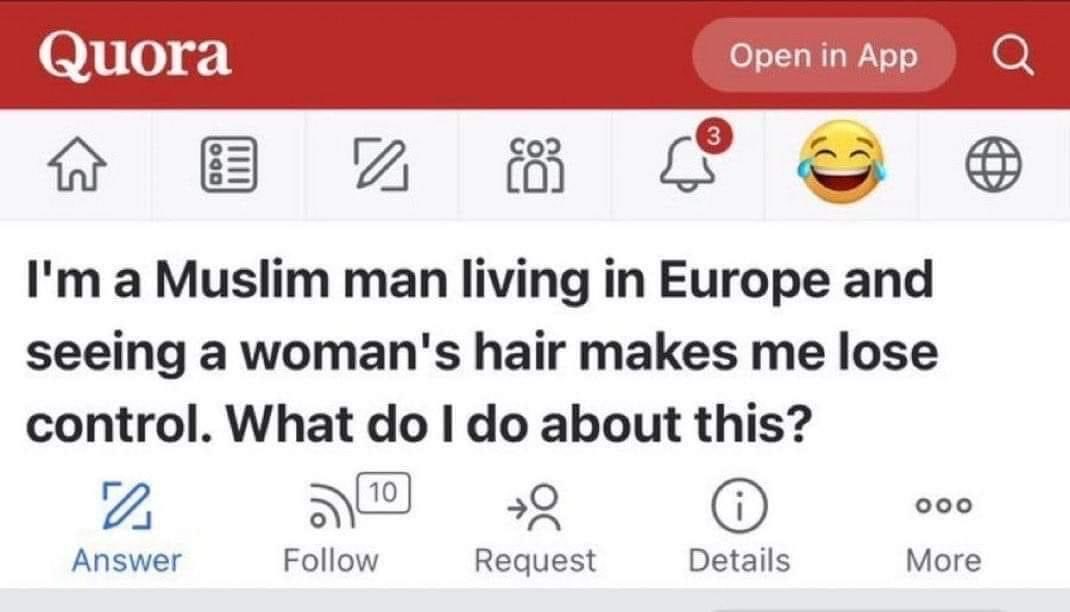 Quora
Open in App
3
I'm a Muslim man living in Europe and
seeing a woman's hair makes me lose
control. What do I do about this?
10
Answer
Follow
Request
Details
More